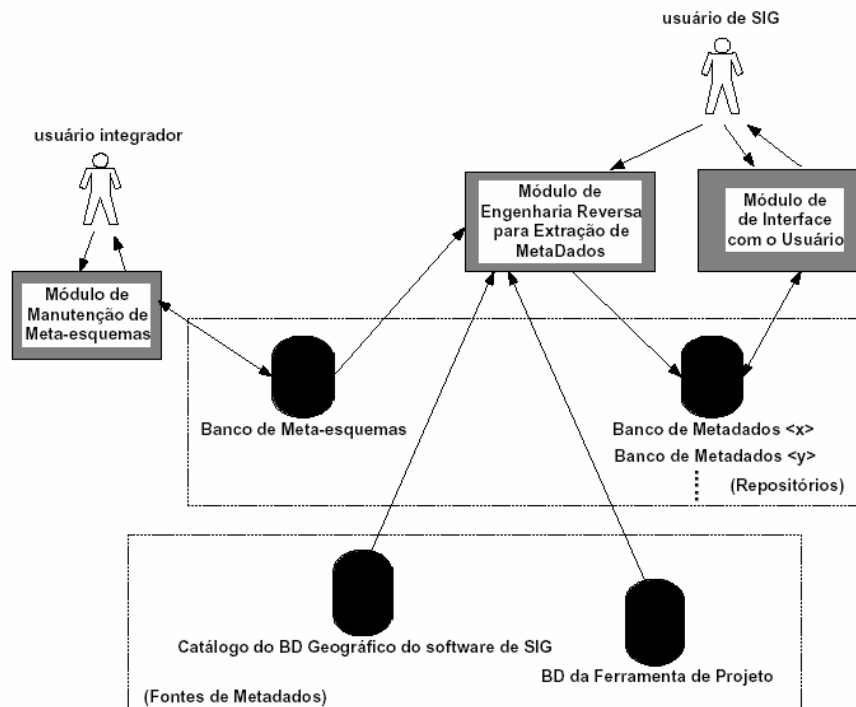 usuário de SIG
usuário integrador
Módulo de
Engenharia Reversa
para Extração de
MetaDados
Módulo de
de Interface
com o Usuário
Módulo de
Manutenção de
Meta-esquemas
Banco de Meta-esquemas
Banco de Metadados <x>
Banco de Metadados <y>
(Repositórios)
Catálogo do BD Geográfico do software de SIG
BD da Ferramenta de Projeto
(Fontes de Metadados)